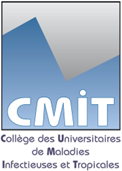 CMiT
Collège des Universitaires
de Maladies
Infectieuses et Tropicales